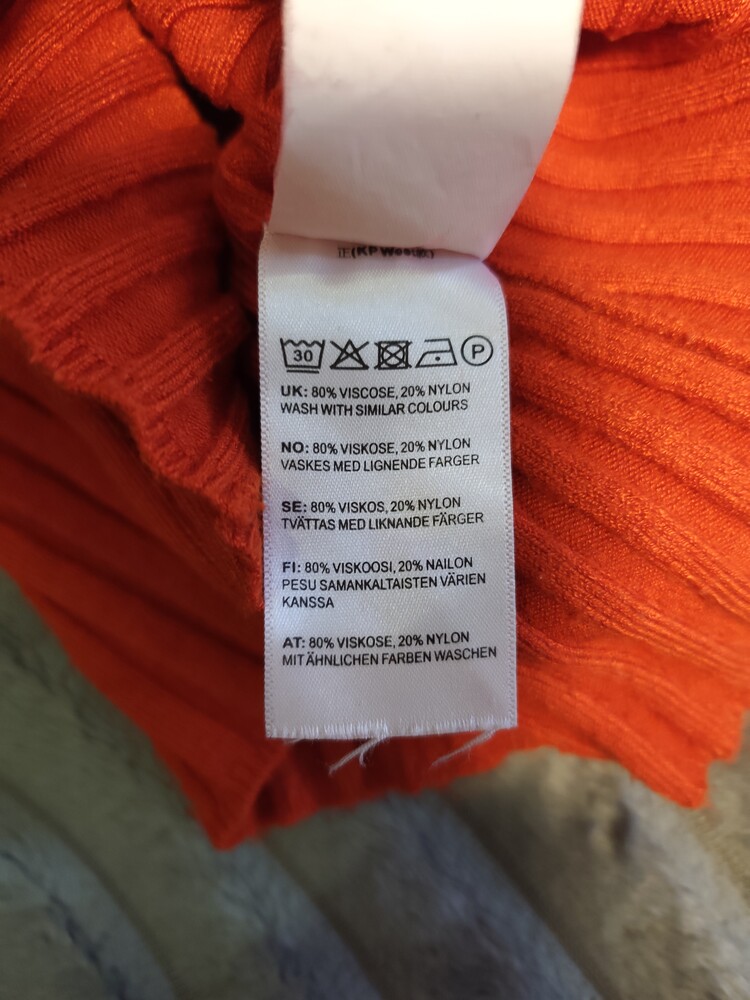 30 P
UK: 80% VISCOSE, 20% NYLON
WASH WITH SIMILAR COLOURS
NO: 80% VISKOSE, 20% NYLON
VASKES MED LIGNENDE FARGER
SE: 80% VISKOS, 20% NYLON
TVÄTTAS MED LIKNANDE FÄRGER
FI: 80% VISKOOSI, 20% NAILON
PESU SAMANKALTAISTEN VÄRIEN
KANSSA
AT: 80% VISKOSE, 20% NYLON
MIT ÄHNLICHEN FARBEN WASCHEN